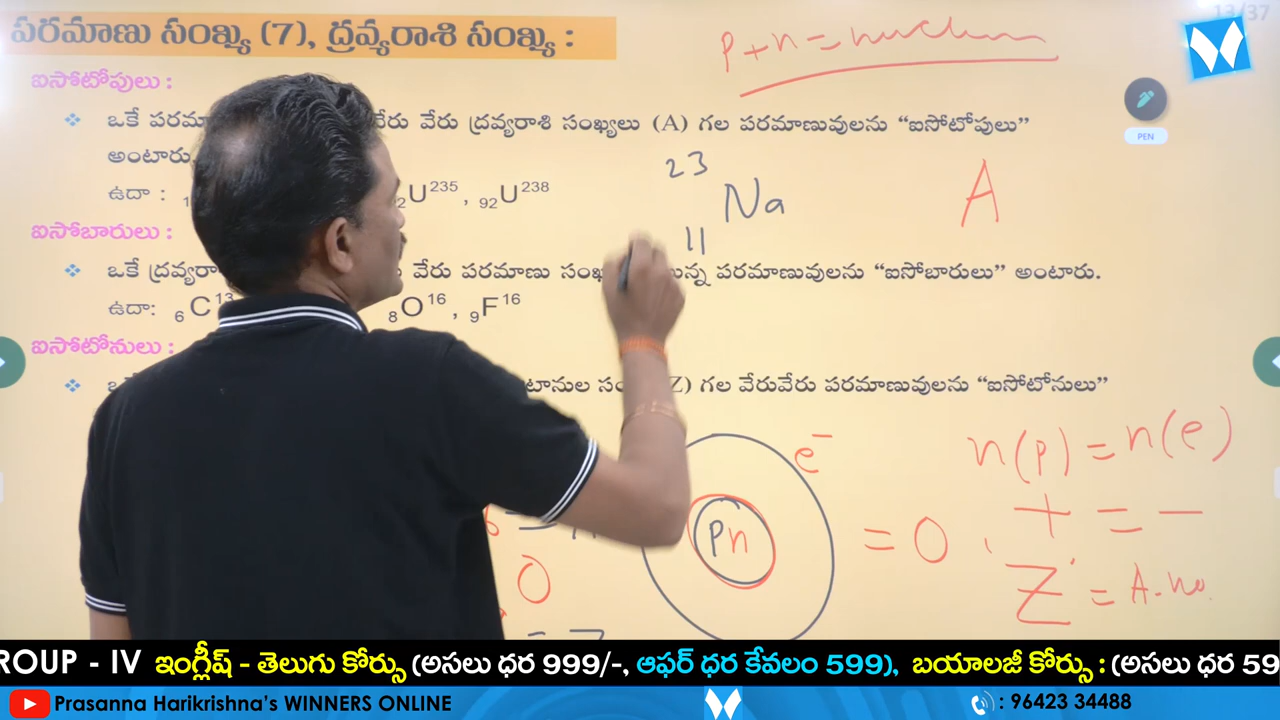 13/37
పరమాణు సంఖ్య (7), ద్రవ్యరాశి సంఖ్య :
p+n=nucleus
ఐసోటోపులు :
PEN
❖ ఒకే వేరు ద్రవ్యరాశి సంఖ్యలు (A) గల పరమాణువులను “ఐసోటోపులు”
అంటారు.
ఉదా : U235, 92U238
23
Na
11
A
ఐసోబారులు :
❖ ఒకే వేరు పరమాణు పరమాణువులను “ఐసోబారులు” అంటారు.
ఉదా: 6C13 8O16, 9F16
ఐసోటోనులు :
❖ గల వేరువేరు పరమాణువులను “ఐసోటోనులు”
n(p) = n(e)
e-
pn
= 0
+ = -
Z = A.no.
0
ROUP - IV ఇంగ్లీష్ - తెలుగు కోర్సు (అసలు ధర 999/-, ఆఫర్ ధర కేవలం 599), బయాలజీ కోర్సు : (అసలు ధర 59
Prasanna Harikrishna's WINNERS ONLINE : 96423 34488